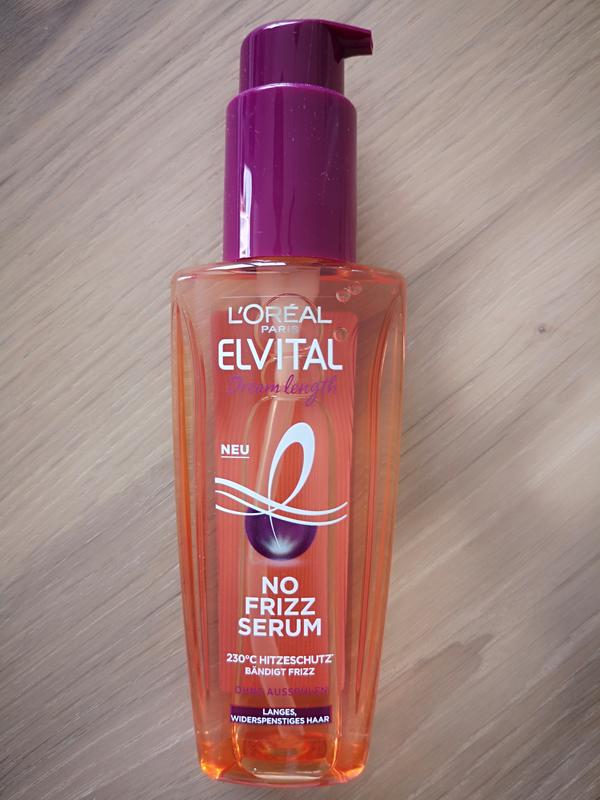 L'ORÉAL
PARIS
ELVITAL
Dream length
NEU
NO
FRIZZ
SERUM
230°C HITZESCHUTZ*
BÄNDIGT FRIZZ
OHNE AUSSPÜLEN
LANGES,
WIDERSPENSTIGES HAAR